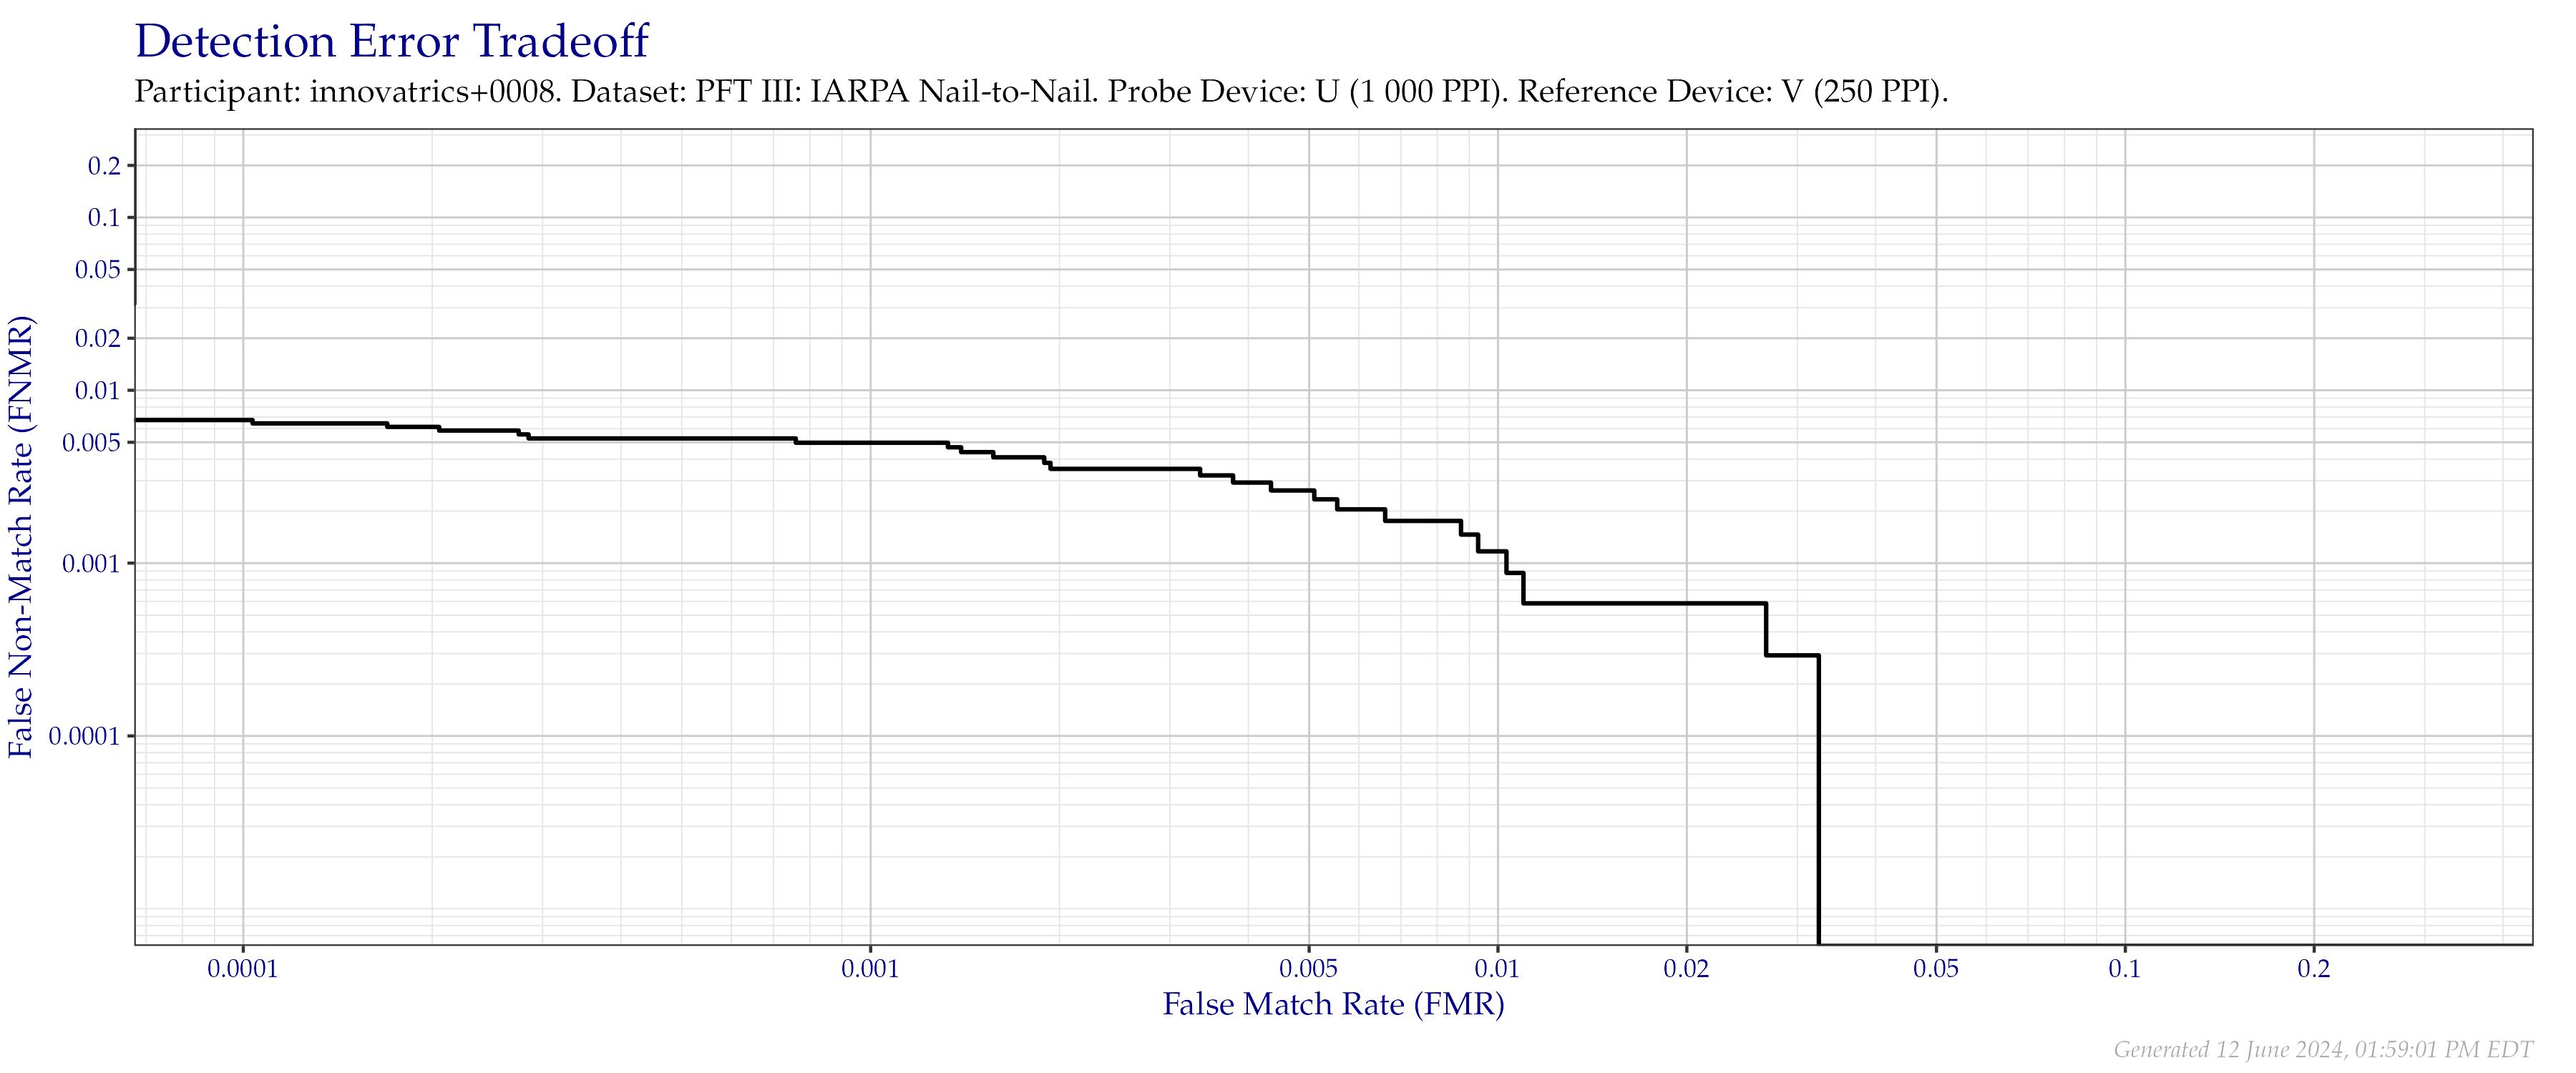 Detection Error Tradeoff
Participant: innovatrics+0008. Dataset: PFT III: IARPA Nail-to-Nail. Probe Device: U (1 000 PPI). Reference Device: V (250 PPI).
False Non-Match Rate (FNMR)
0.2
0.1
0.05
0.02
0.01
0.005
0.001
0.0001
0.0001 0.001 0.005 0.01 0.02 0.05 0.1 0.2
False Match Rate (FMR)
Generated 12 June 2024, 01:59:01 PM EDT